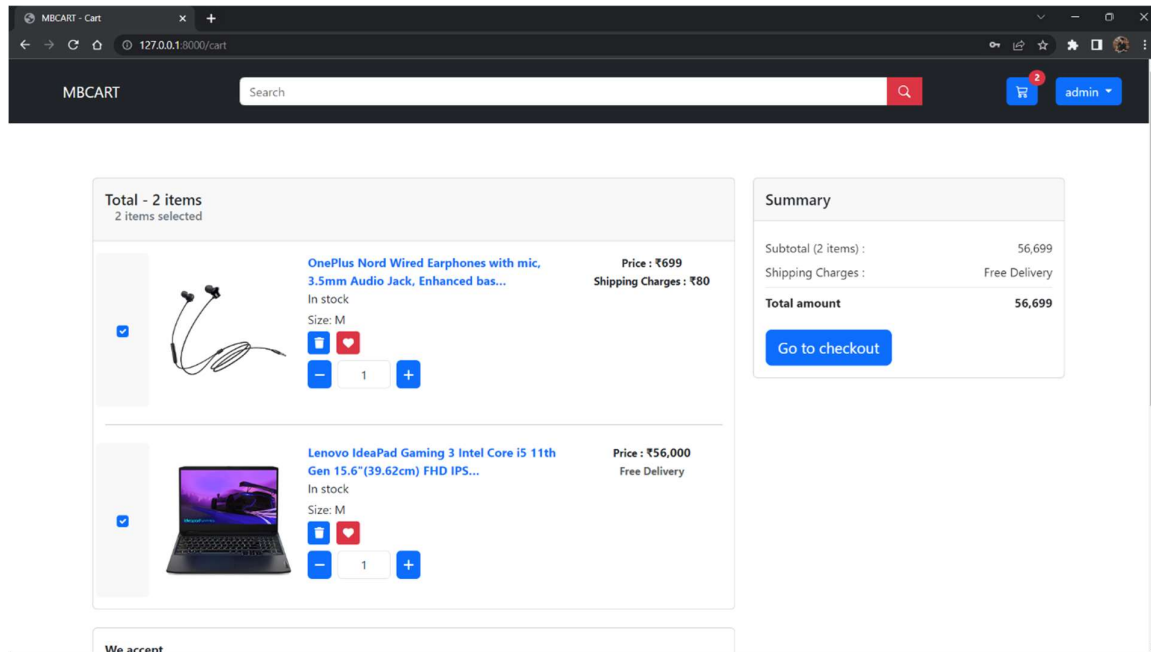 MBCART - Cart
127.0.0.1:8000/cart
MBCART
Search
2
admin
Total - 2 items
2 items selected
OnePlus Nord Wired Earphones with mic,
3.5mm Audio Jack, Enhanced bas...
In stock
Size: M
1
Price : ₹699
Shipping Charges : ₹80
Lenovo IdeaPad Gaming 3 Intel Core i5 11th
Gen 15.6"(39.62cm) FHD IPS...
In stock
Size: M
1
Price : ₹56,000
Free Delivery
Summary
Subtotal (2 items) : 56,699
Shipping Charges : Free Delivery
Total amount 56,699
Go to checkout
We accept